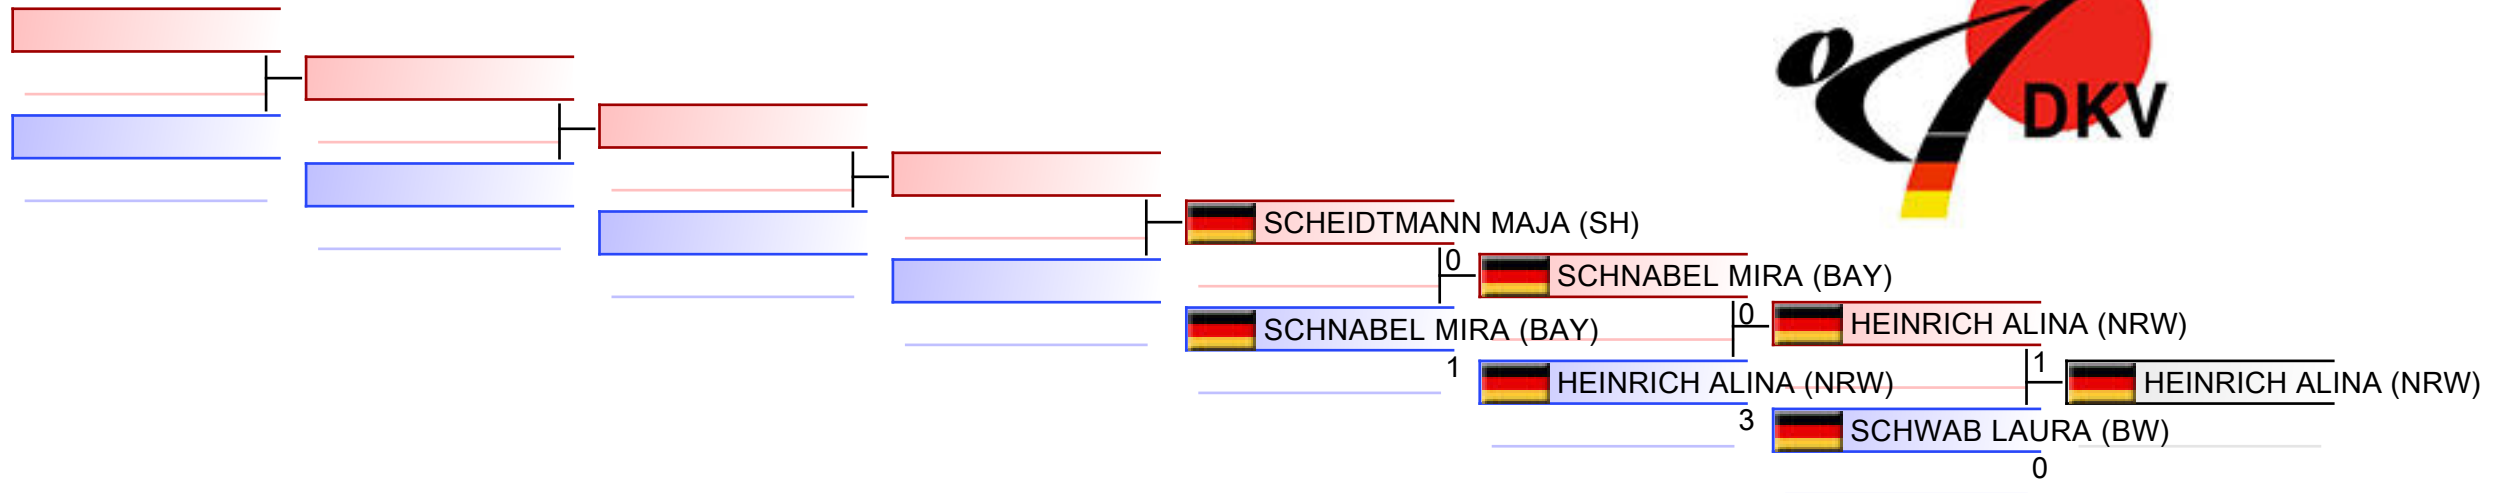 DKV
SCHEIDTMANN MAJA (SH)
0
SCHNABEL MIRA (BAY)
1
SCHNABEL MIRA (BAY)
0
HEINRICH ALINA (NRW)
3
HEINRICH ALINA (NRW)
1
SCHWAB LAURA (BW)
0
HEINRICH ALINA (NRW)